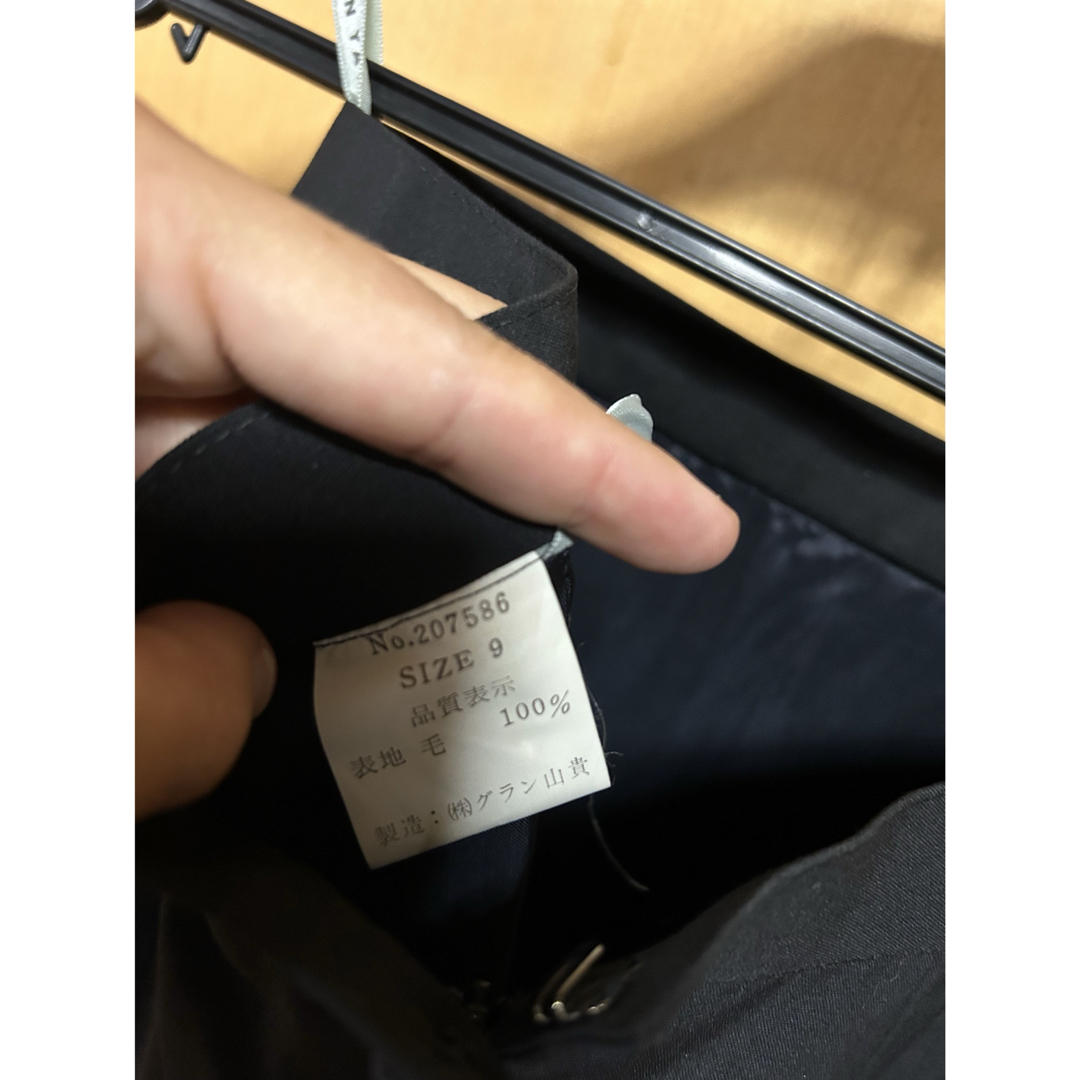 N YA
No.207586
SIZE 9
品質表示
表地 毛 100%
製造：㈱グラン山貴